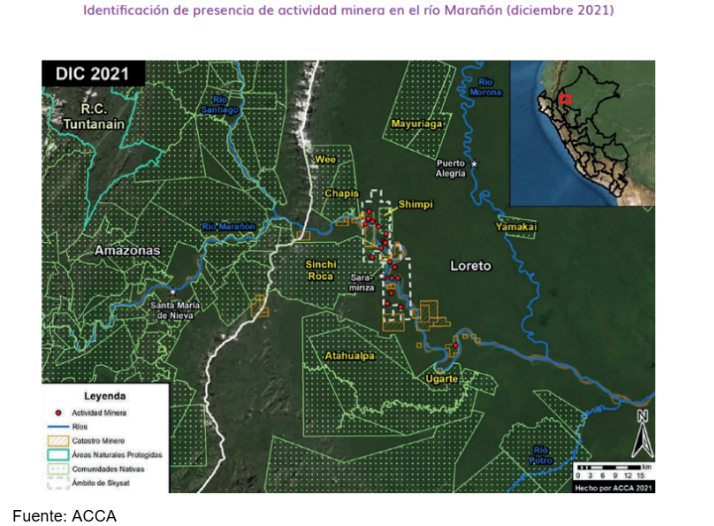 Identificación de presencia de actividad minera en el río Marañón (diciembre 2021)
DIC 2021
R.C.
Tuntanain
Río
Santiago
Río
Morona
Mayuriaga
Wee
Puerto
Alegría
Chapis
Shimpi
Río Marañón
Yamakai
Amazonas
Sinchi
Roca
Loreto
Sara-
miriza
Santa María
de Nieva
Atahualpa
Ugarte
Leyenda
Actividad Minera
Ríos
Catastro Minero
Áreas Naturales Protegidas
Comunidades Nativas
Ámbito de Skysat
Río
Potro
N
km
0 3 6 9 12 15
Hecho por ACCA 2021
Fuente: ACCA